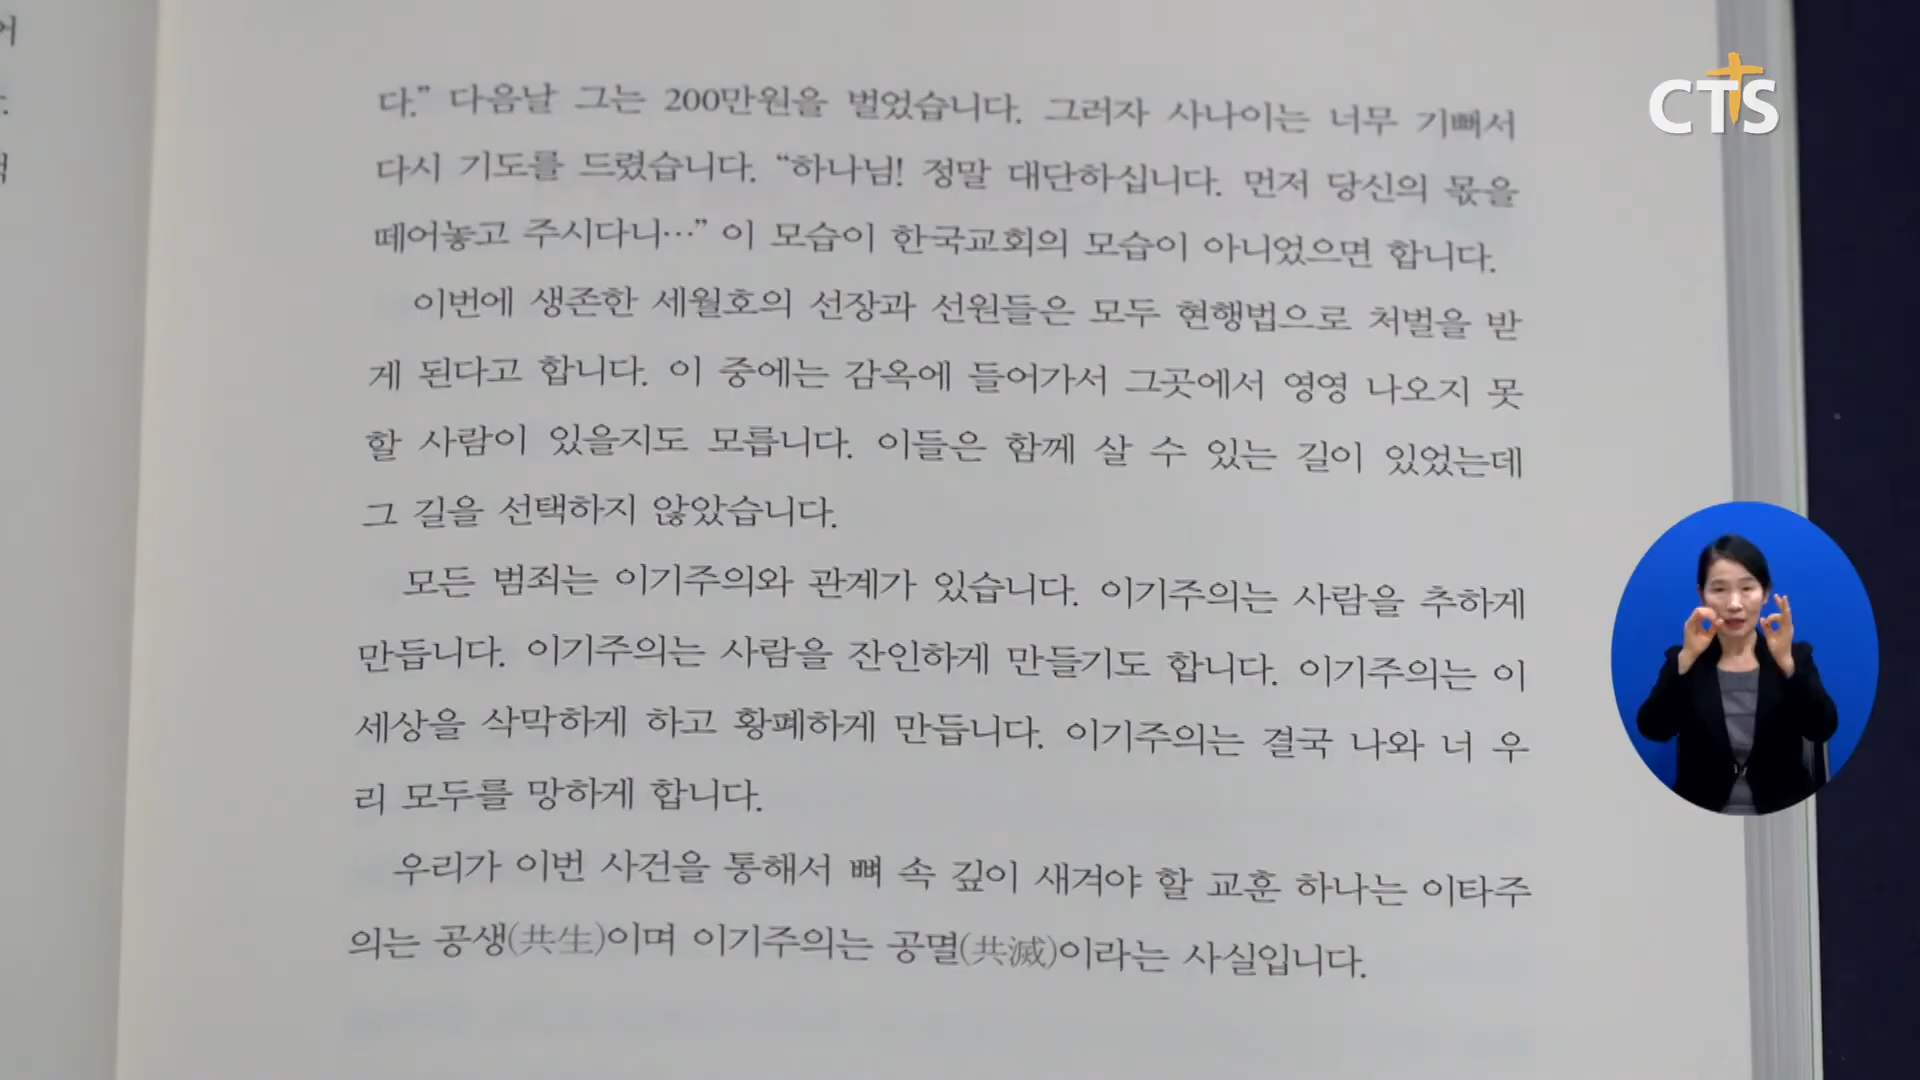 어
다.” 다음날 그는 200만원을 벌었습니다. 그러자 사나이는 너무 기뻐서
다시 기도를 드렸습니다. “하나님! 정말 대단하십니다. 먼저 당신의 몫을
떼어놓고 주시다니…” 이 모습이 한국교회의 모습이 아니었으면 합니다.
이번에 생존한 세월호의 선장과 선원들은 모두 현행법으로 처벌을 받
게 된다고 합니다. 이 중에는 감옥에 들어가서 그곳에서 영영 나오지 못
할 사람이 있을지도 모릅니다. 이들은 함께 살 수 있는 길이 있었는데
그 길을 선택하지 않았습니다.
모든 범죄는 이기주의와 관계가 있습니다. 이기주의는 사람을 추하게
만듭니다. 이기주의는 사람을 잔인하게 만들기도 합니다. 이기주의는 이
세상을 삭막하게 하고 황폐하게 만듭니다. 이기주의는 결국 나와 너 우
리 모두를 망하게 합니다.
우리가 이번 사건을 통해서 뼈 속 깊이 새겨야 할 교훈 하나는 이타주
의는 공생(共生)이며 이기주의는 공멸(共滅)이라는 사실입니다.
CTS